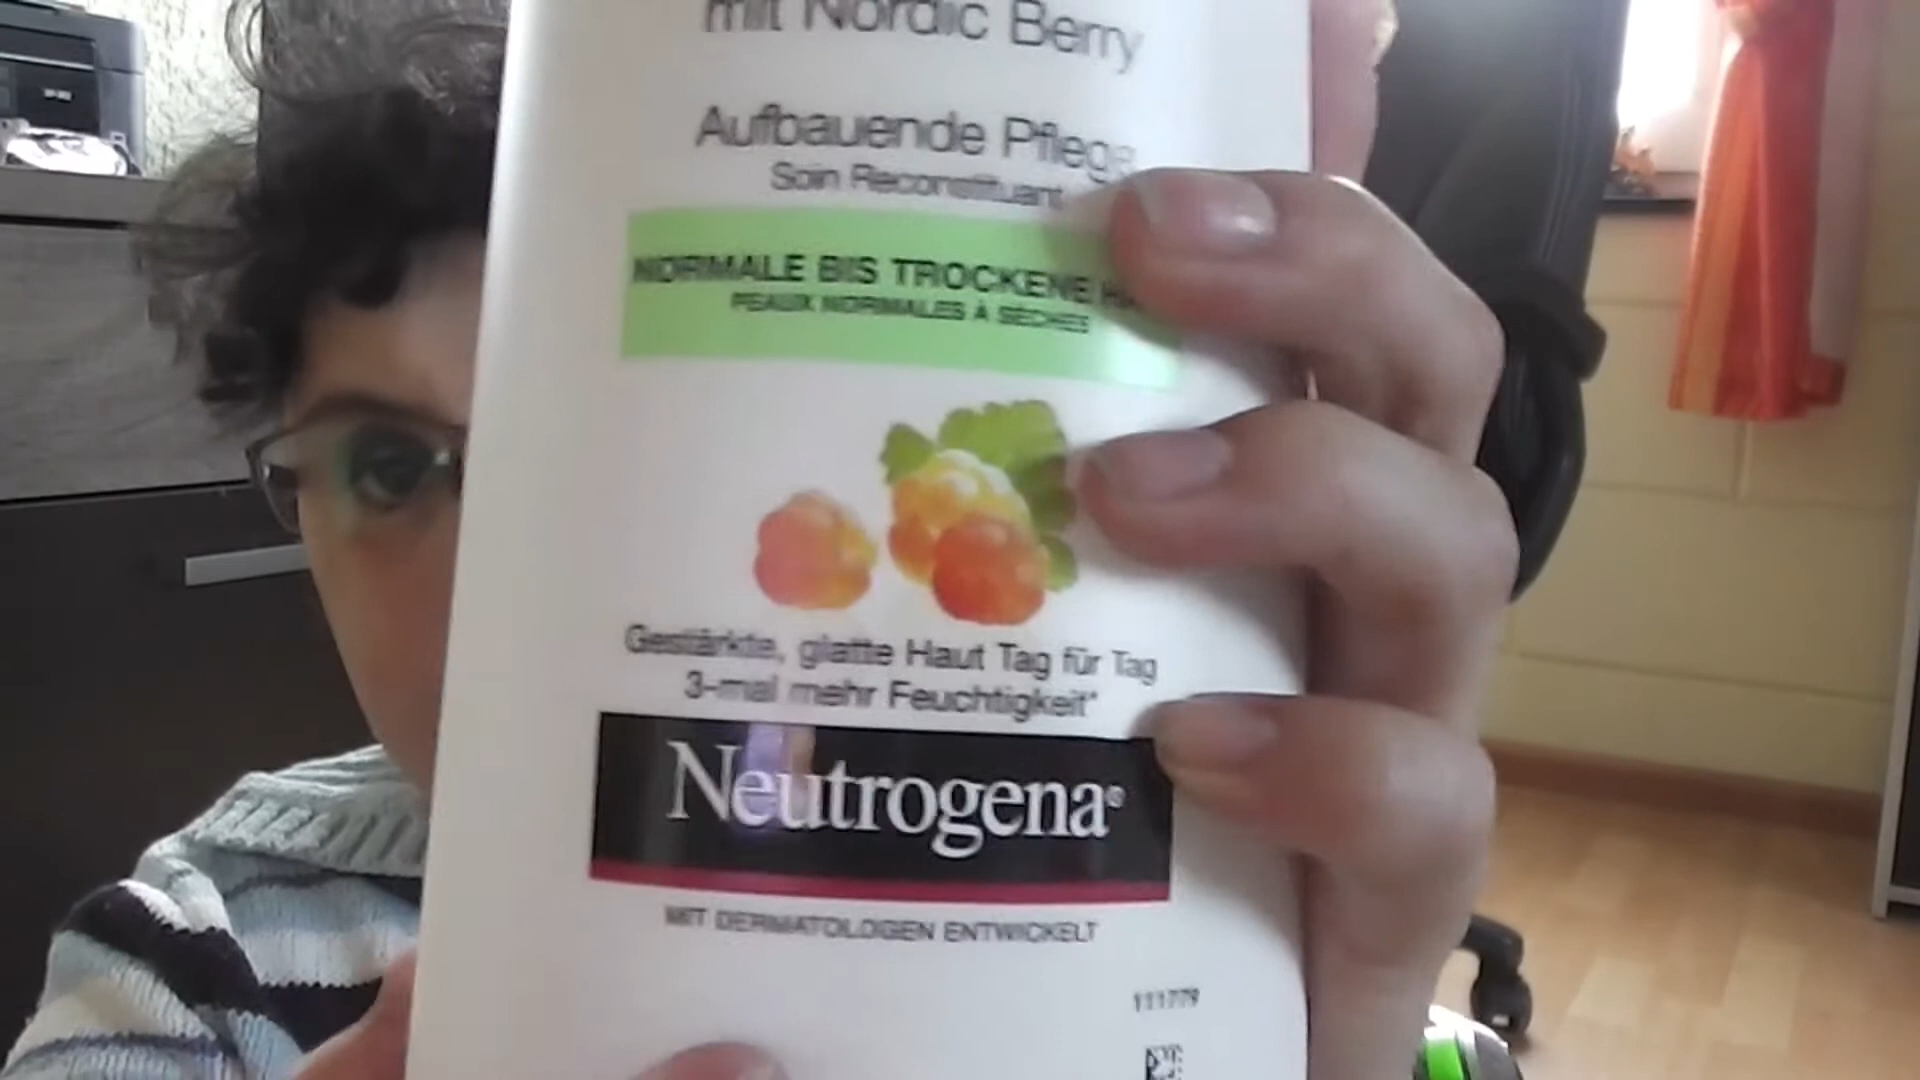 mit Nordic Berry
Aufbauende Pflege
Soin Reconstituant
NORMALE BIS TROCKENE
PEAUX NORMALES À SÈCHES
Gestärkte, glatte Haut Tag für Tag
3-mal mehr Feuchtigkeit*
Neutrogena®
MIT DERMATOLOGEN ENTWICKELT
111779